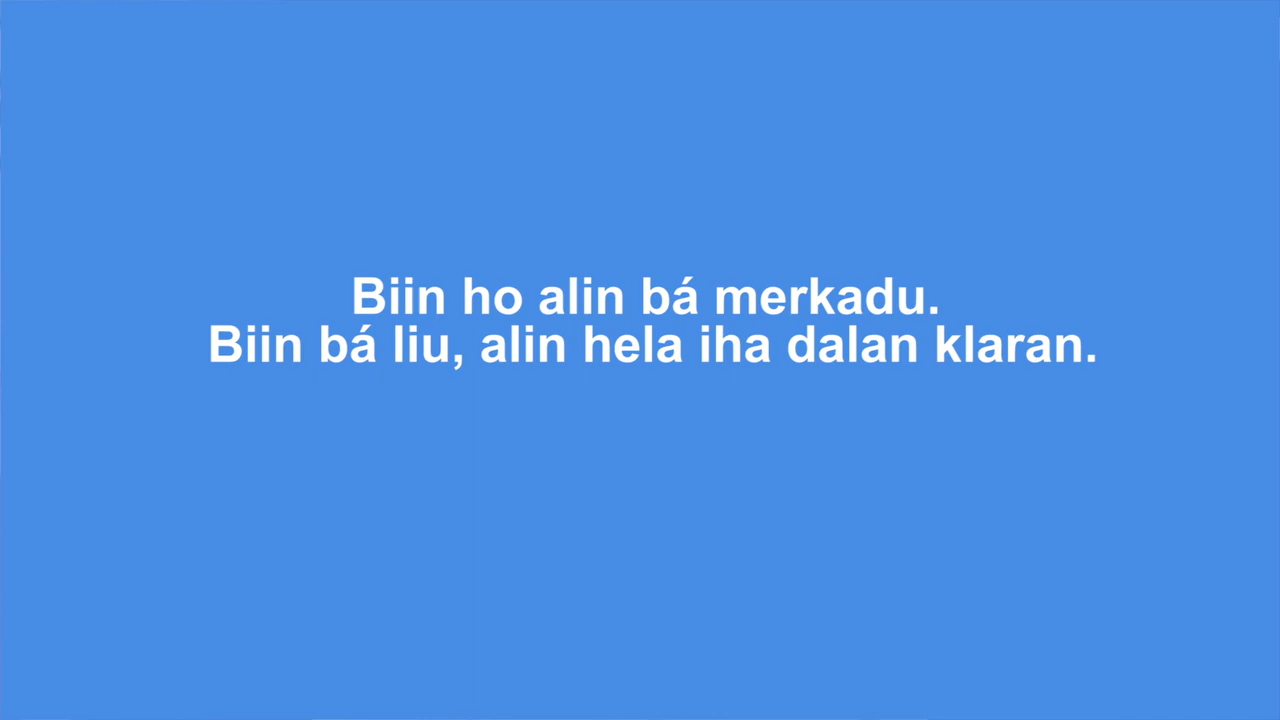 Biin ho alin bá merkadu.
Biin bá liu, alin hela iha dalan klaran.